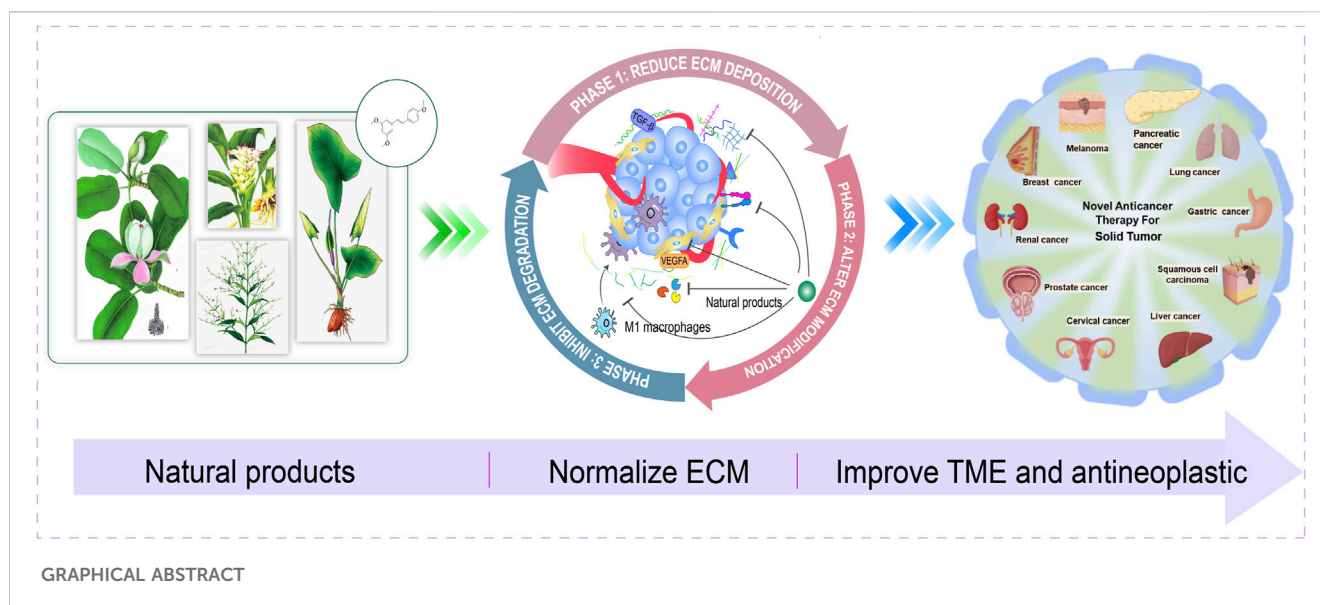 PHASE 1: REDUCE ECM DEPOSITION
PHASE 2: ALTER ECM MODIFICATION
PHASE 3: INHIBIT ECM DEGRADATION
TGF-β
VEGFA
Natural products
M1 macrophages
Melanoma
Pancreatic
cancer
Lung cancer
Breast cancer
Novel Anticancer
Therapy For
Solid Tumor
Gastric cancer
Renal cancer
Squamous cell
carcinoma
Prostate cancer
Liver cancer
Cervical cancer
Natural products
Normalize ECM
Improve TME and antineoplastic
GRAPHICAL ABSTRACT